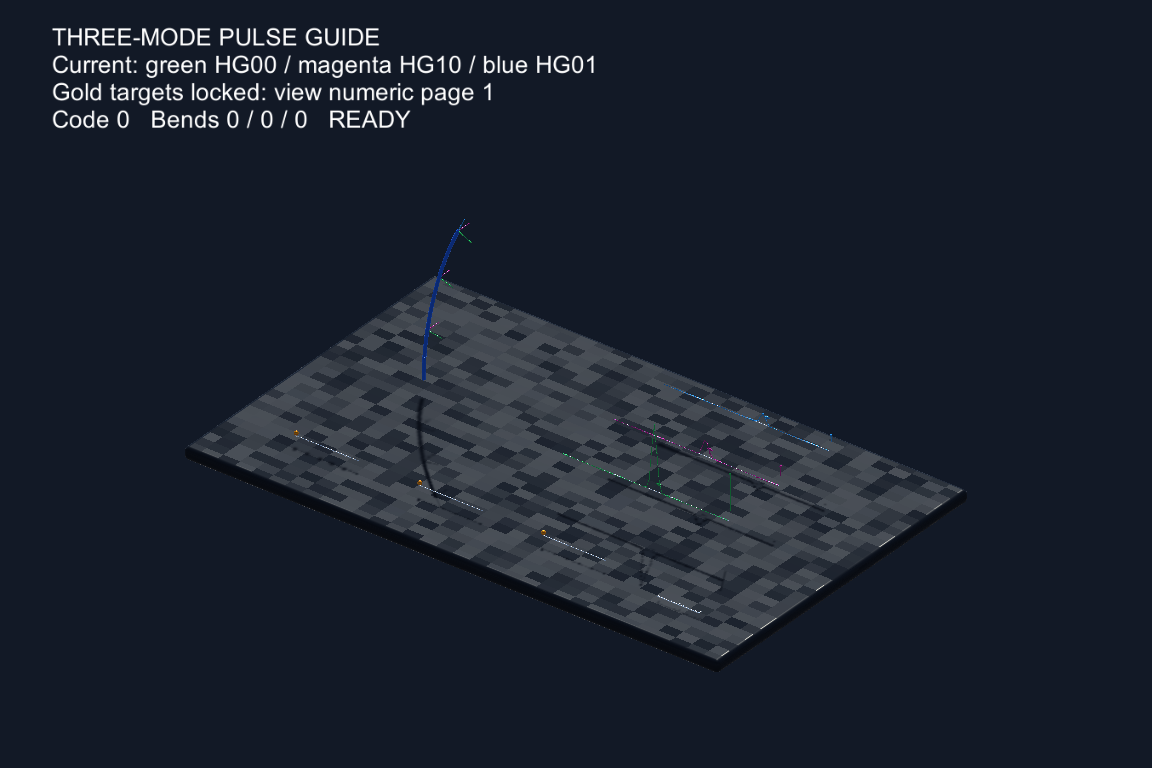 THREE-MODE PULSE GUIDE
Current: green HG00 / magenta HG10 / blue HG01
Gold targets locked: view numeric page 1
Code 0   Bends 0 / 0 / 0   READY